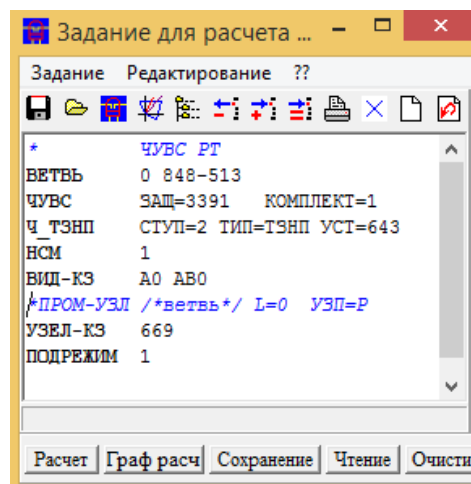 Задание для расчета ...
Задание Редактирование ??
* ЧУВС РТ
ВЕТВЬ 0 848-513
ЧУВС ЗАЩ=3391 КОМПЛЕКТ=1
Ч_ТЗНП СТУП=2 ТИП=ТЗНП УСТ=643
НСМ 1
ВИД-КЗ А0 АВ0
*ПРОМ-УЗЛ /*ветвь*/ L=0 УЗП=Р
УЗЕЛ-КЗ 669
ПОДРЕЖИМ 1
Расчет Граф расч Сохранение Чтение Очисти